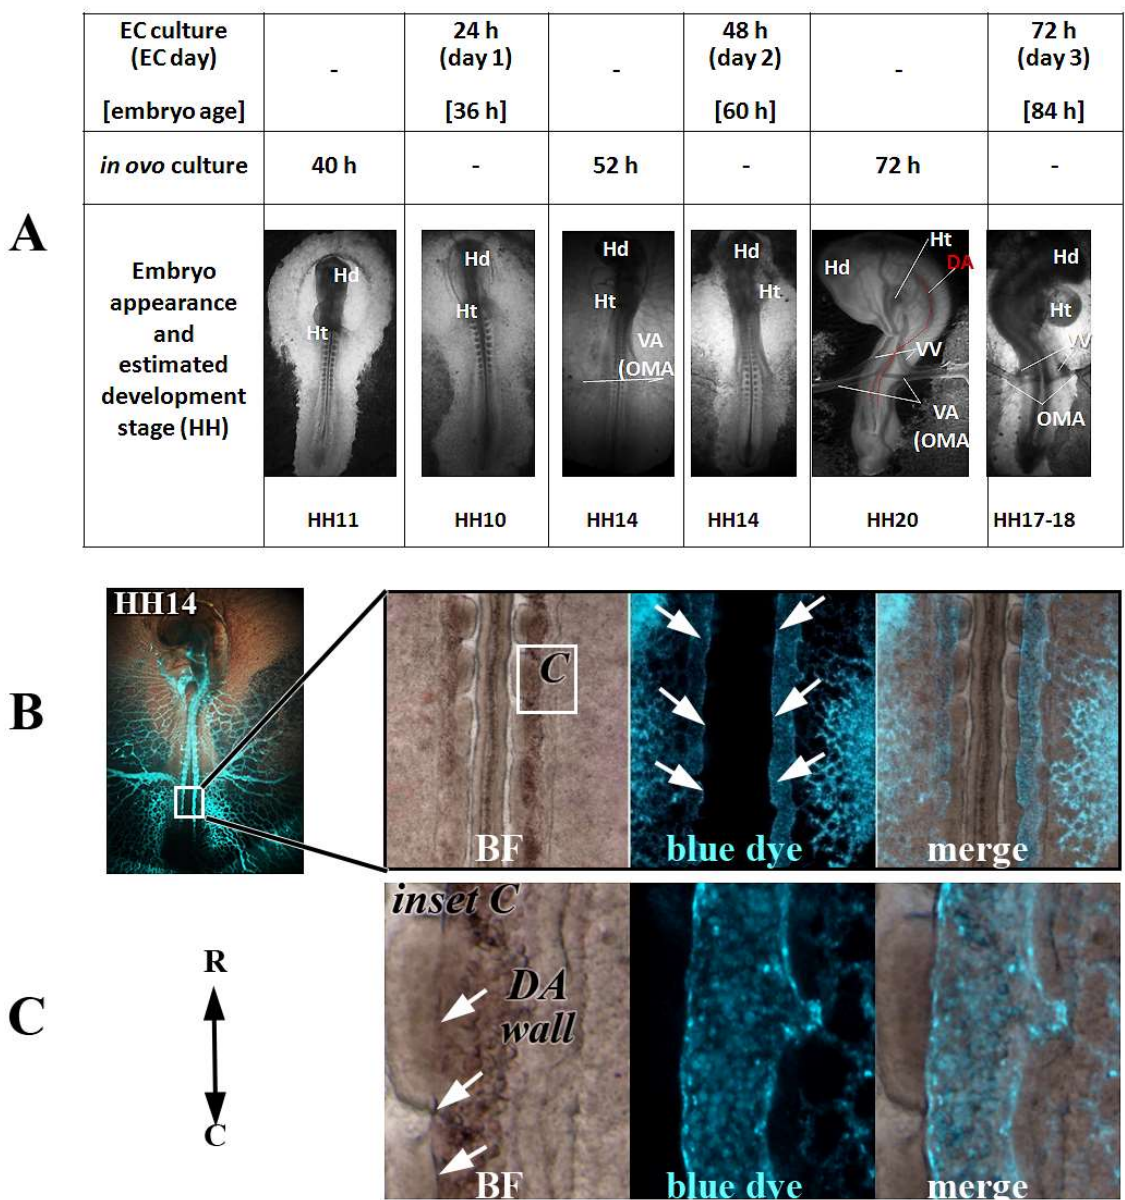 EC culture
(EC day)
[embryo age]
-
24 h
(day 1)
[36 h]
-
48 h
(day 2)
[60 h]
-
72 h
(day 3)
[84 h]
in ovo culture
40 h
-
52 h
-
72 h
-
A
Embryo
appearance
and
estimated
development
stage (HH)
Hd
Ht
Hd
Ht
Hd
Ht
VA
(OMA
Hd
Ht
Hd
Ht
DA
VV
VA
(OMA
Hd
Ht
VV
OMA
HH11
HH10
HH14
HH14
HH20
HH17-18
B
HH14
C
BF
blue dye
merge
C
R
C
inset C
DA
wall
BF
blue dye
merge